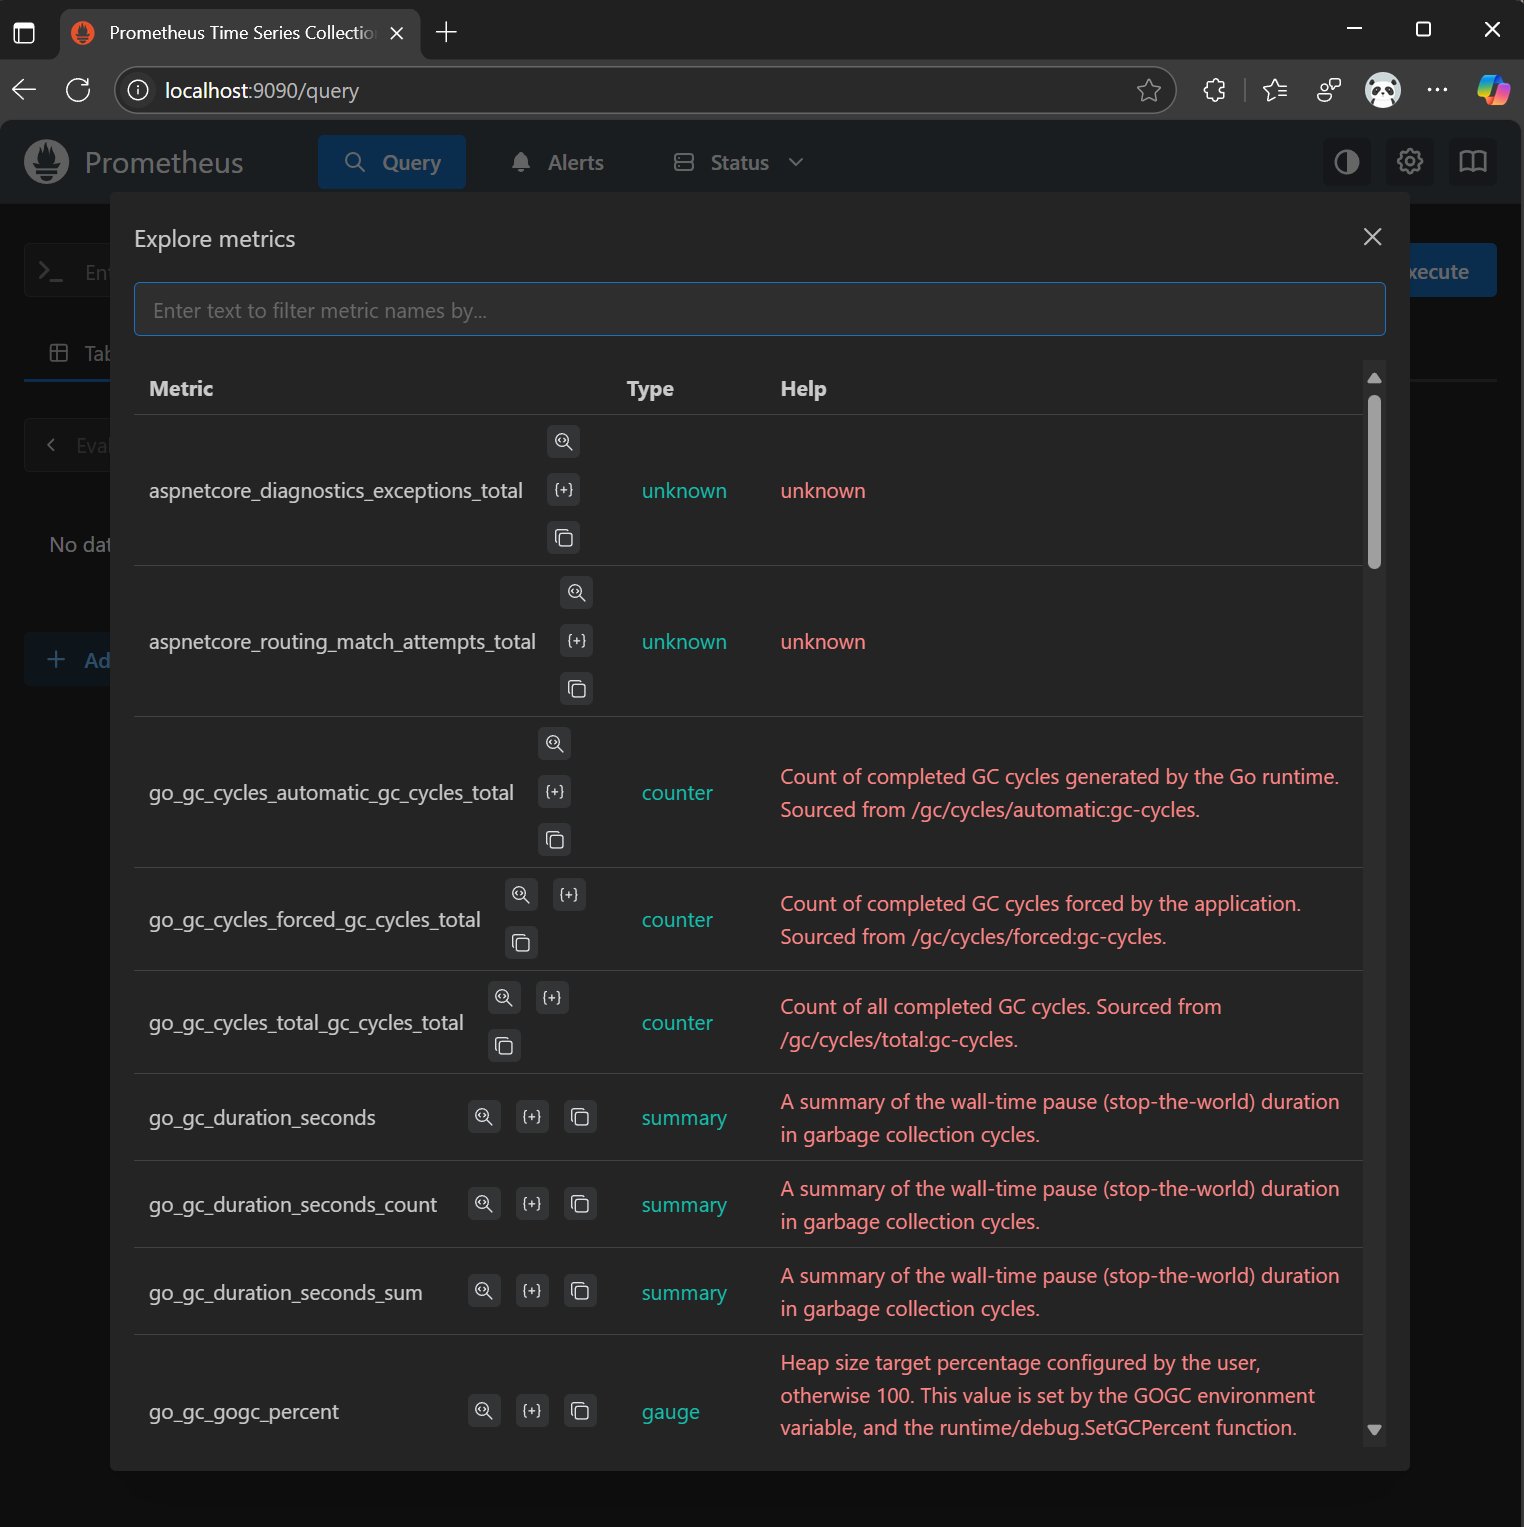 Prometheus Time Series Collectio
localhost:9090/query
Prometheus
Query
Alerts
Status
Explore metrics
xecute
Enter text to filter metric names by...
Metric Type Help
aspnetcore_diagnostics_exceptions_total unknown unknown
aspnetcore_routing_match_attempts_total unknown unknown
go_gc_cycles_automatic_gc_cycles_total counter Count of completed GC cycles generated by the Go runtime.
Sourced from /gc/cycles/automatic:gc-cycles.
go_gc_cycles_forced_gc_cycles_total counter Count of completed GC cycles forced by the application.
Sourced from /gc/cycles/forced:gc-cycles.
go_gc_cycles_total_gc_cycles_total counter Count of all completed GC cycles. Sourced from
/gc/cycles/total:gc-cycles.
go_gc_duration_seconds summary A summary of the wall-time pause (stop-the-world) duration
in garbage collection cycles.
go_gc_duration_seconds_count summary A summary of the wall-time pause (stop-the-world) duration
in garbage collection cycles.
go_gc_duration_seconds_sum summary A summary of the wall-time pause (stop-the-world) duration
in garbage collection cycles.
go_gc_gogc_percent gauge Heap size target percentage configured by the user,
otherwise 100. This value is set by the GOGC environment
variable, and the runtime/debug.SetGCPercent function.
En
Tab
Eval
No dat
Ad